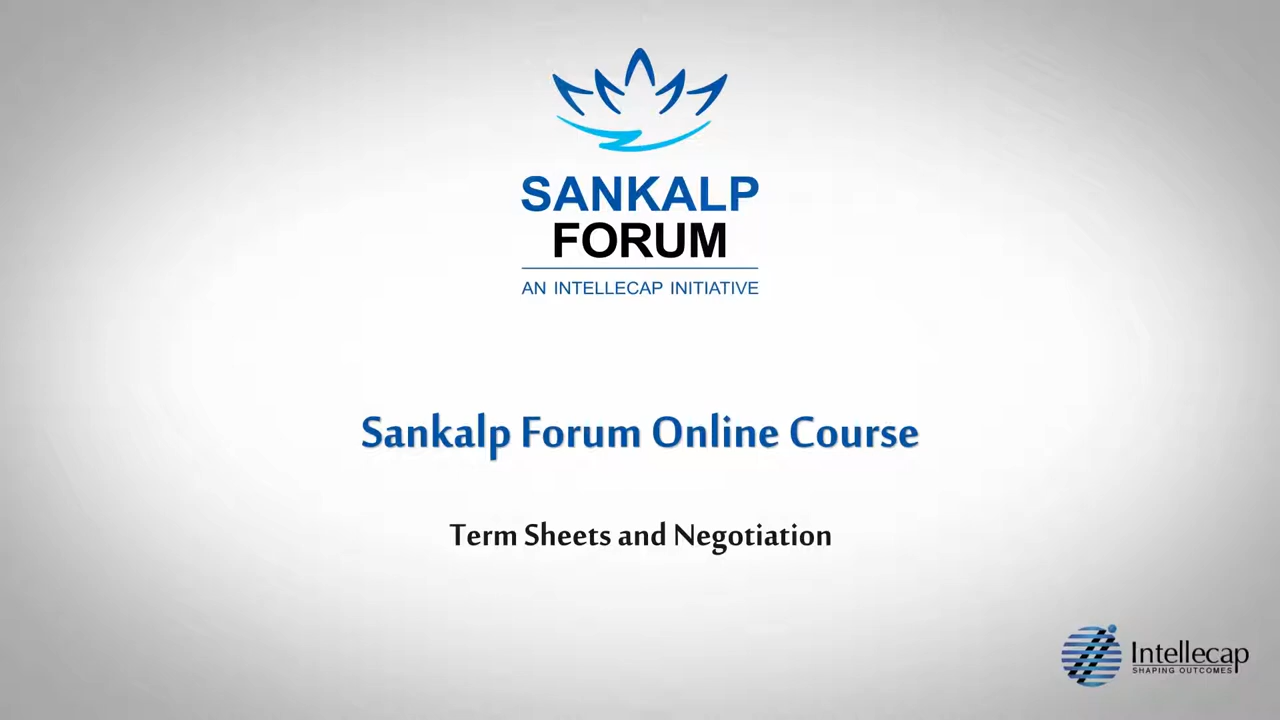 SANKALP
FORUM
AN INTELLECAP INITIATIVE
Sankalp Forum Online Course
Term Sheets and Negotiation
Intellecap
SHAPING OUTCOMES